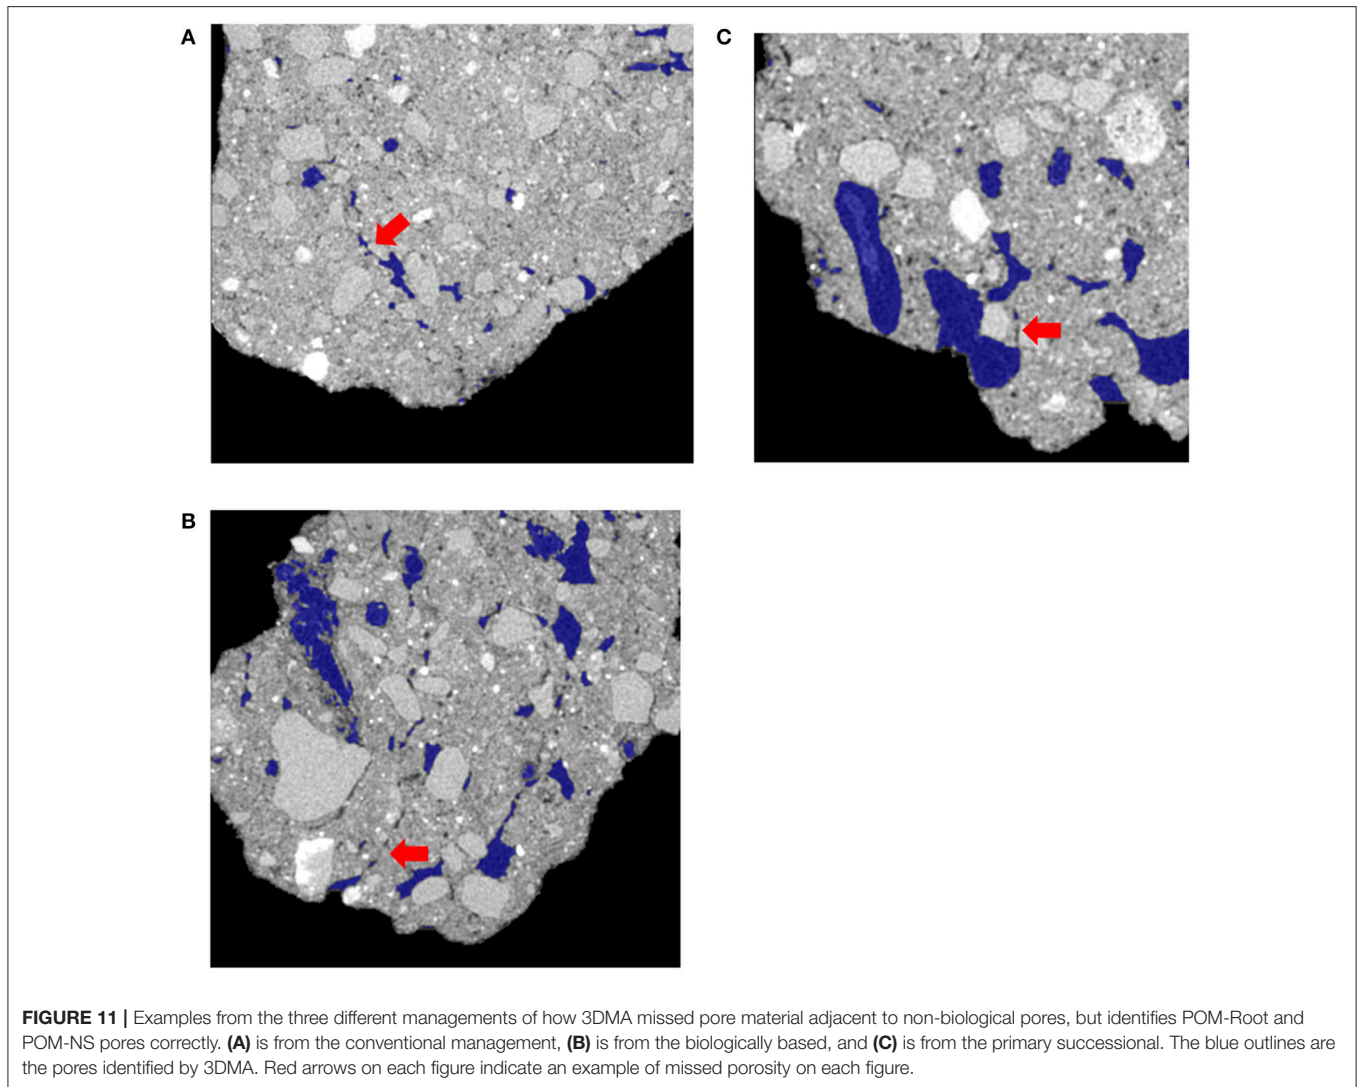 A
C
B
FIGURE 11 | Examples from the three different managements of how 3DMA missed pore material adjacent to non-biological pores, but identifies POM-Root and
POM-NS pores correctly. (A) is from the conventional management, (B) is from the biologically based, and (C) is from the primary successional. The blue outlines are
the pores identified by 3DMA. Red arrows on each figure indicate an example of missed porosity on each figure.